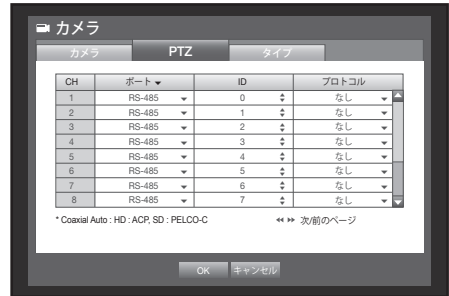 カメラ
カメラ PTZ タイプ
CH ポート ID プロトコル
1 RS-485 0 なし
2 RS-485 1 なし
3 RS-485 2 なし
4 RS-485 3 なし
5 RS-485 4 なし
6 RS-485 5 なし
7 RS-485 6 なし
8 RS-485 7 なし
* Coaxial Auto : HD : ACP, SD : PELCO-C 次/前のページ
OK キャンセル